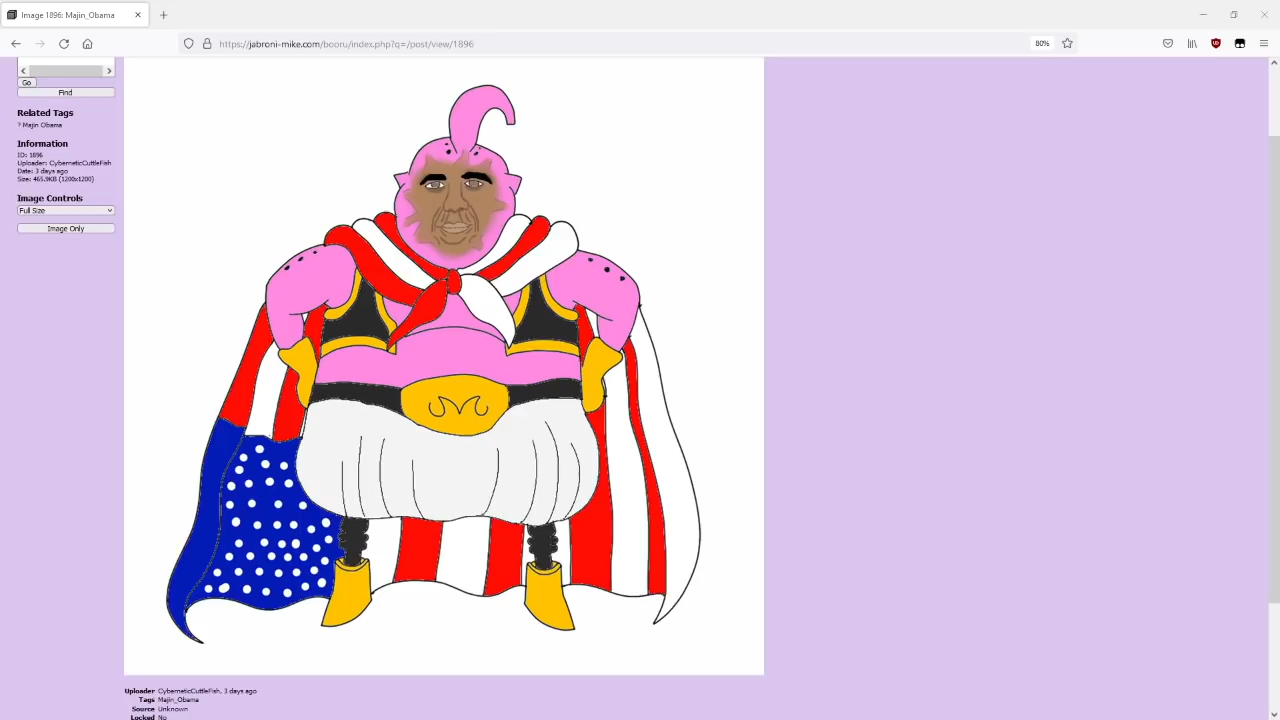 Image 1896: Majin_Obama
https://jabroni-mike.com/booru/index.php?q=/post/view/1896
80%
Go
Find
Related Tags
? Majin Obama
Information
ID: 1896
Uploader: CyberneticCuttleFish
Date: 3 days ago
Size: 465.9KB (1200x1200)
Image Controls
Full Size
Image Only
Uploader CyberneticCuttleFish, 3 days ago
Tags Majin_Obama
Source Unknown
Locked No